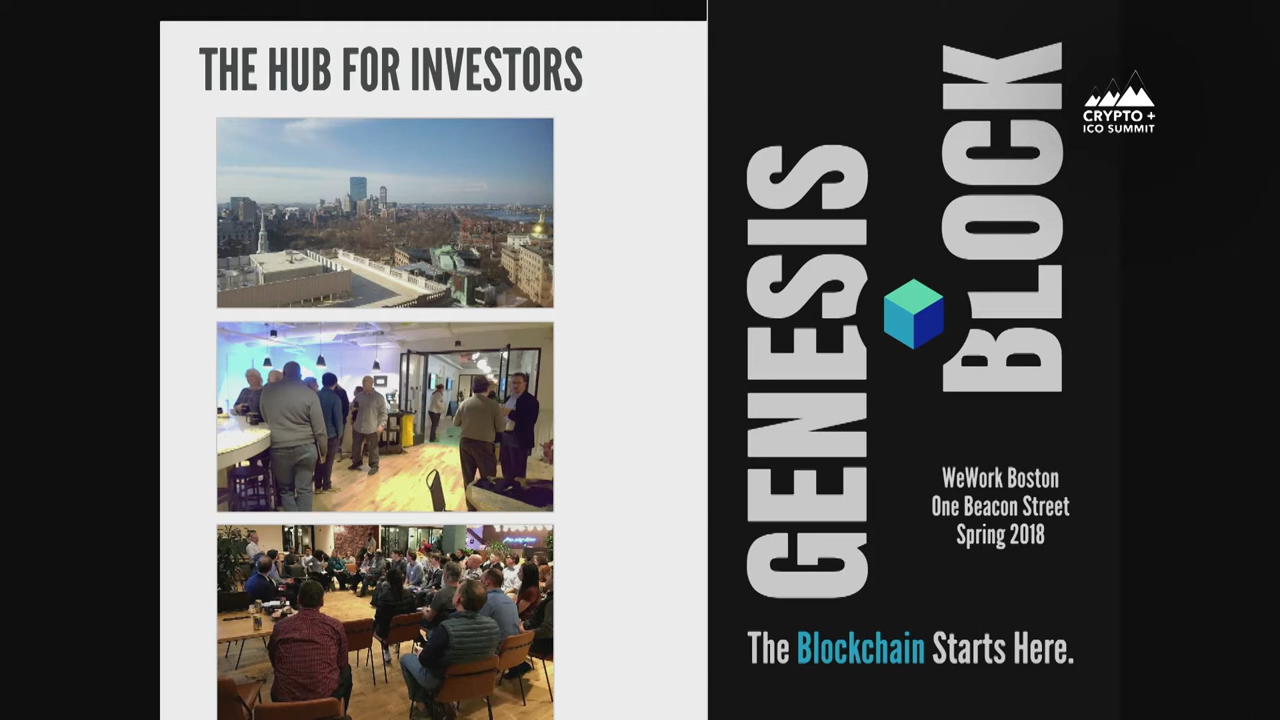 THE HUB FOR INVESTORS
GENESIS
BLOCK
CRYPTO +
ICO SUMMIT
WeWork Boston
One Beacon Street
Spring 2018
The Blockchain Starts Here.